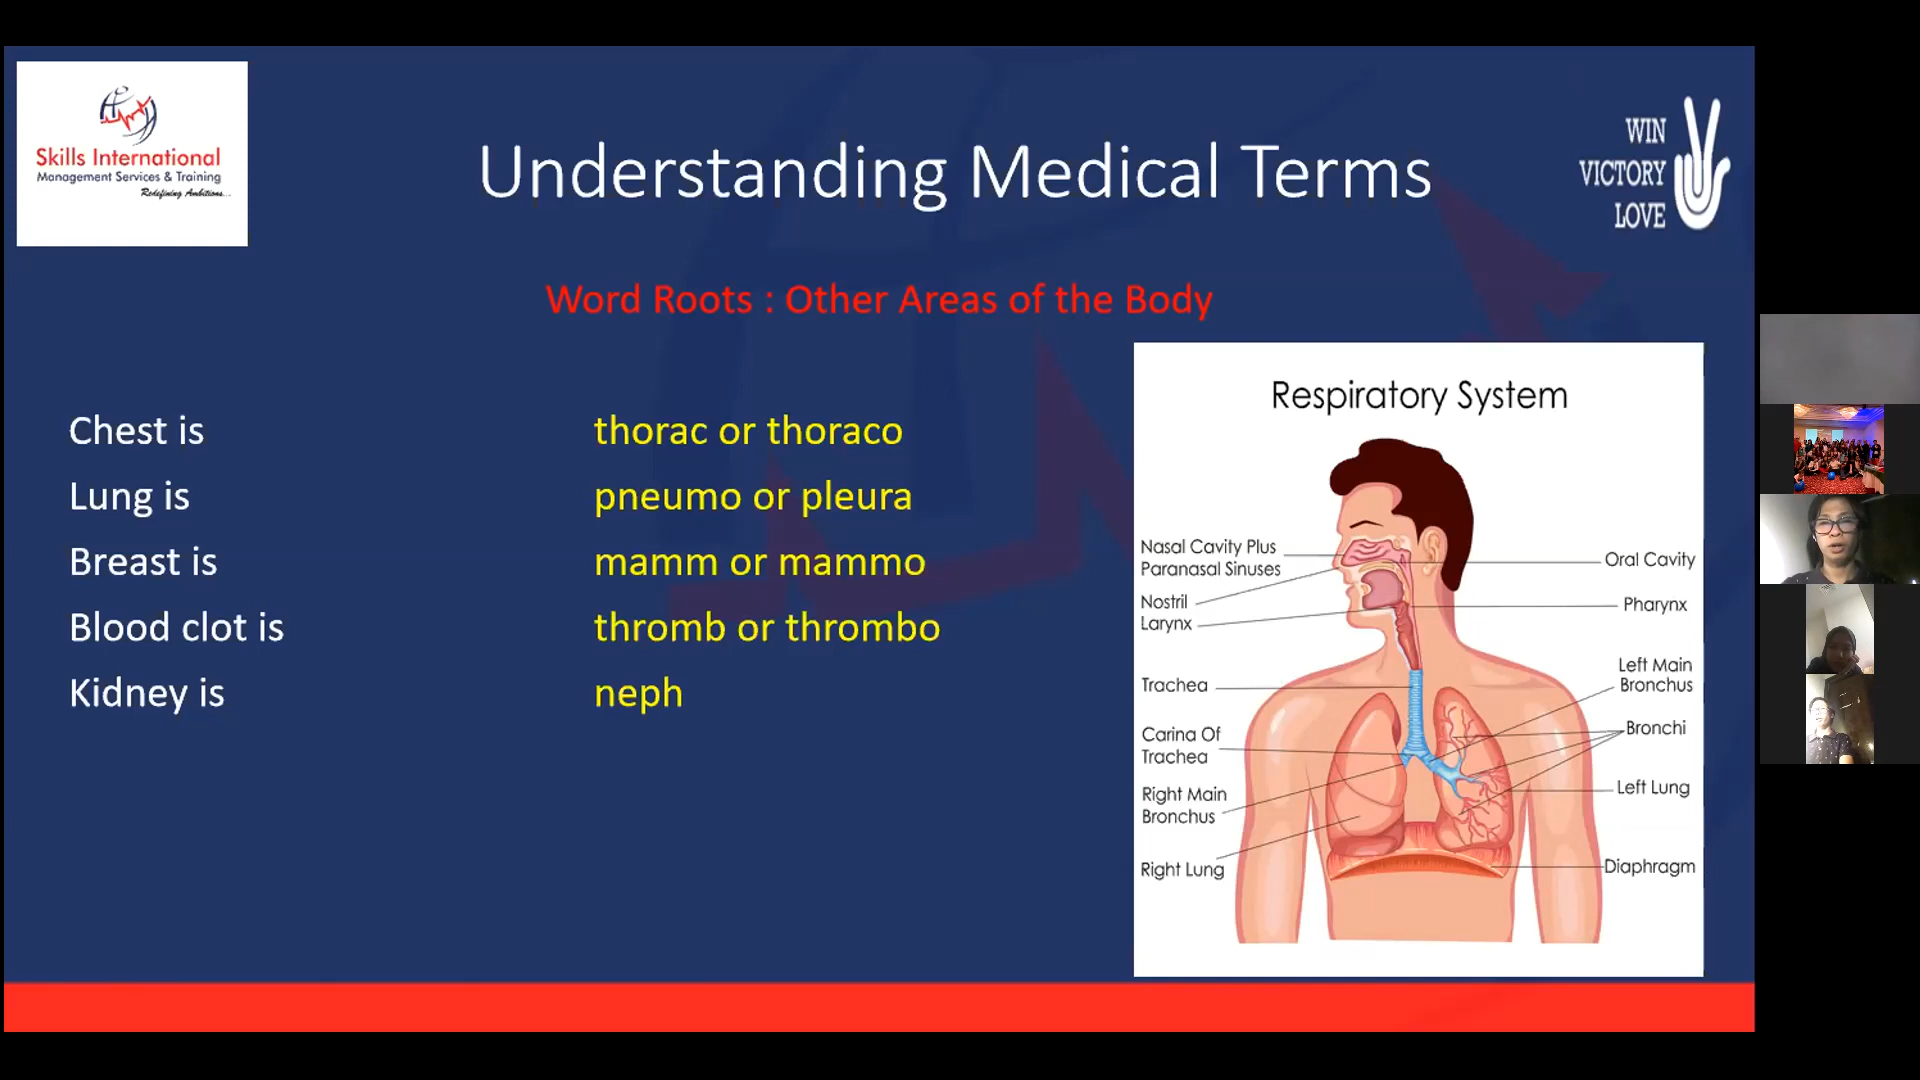 Skills International
Management Services & Training
Redefining Ambitions...
Understanding Medical Terms
WIN
VICTORY
LOVE
Word Roots : Other Areas of the Body
Chest is thorac or thoraco
Lung is pneumo or pleura
Breast is mamm or mammo
Blood clot is thromb or thrombo
Kidney is neph
Respiratory System
Nasal Cavity Plus
Paranasal Sinuses
Nostril
Larynx
Trachea
Carina Of
Trachea
Right Main
Bronchus
Right Lung
Oral Cavity
Pharynx
Left Main
Bronchus
Bronchi
Left Lung
Diaphragm